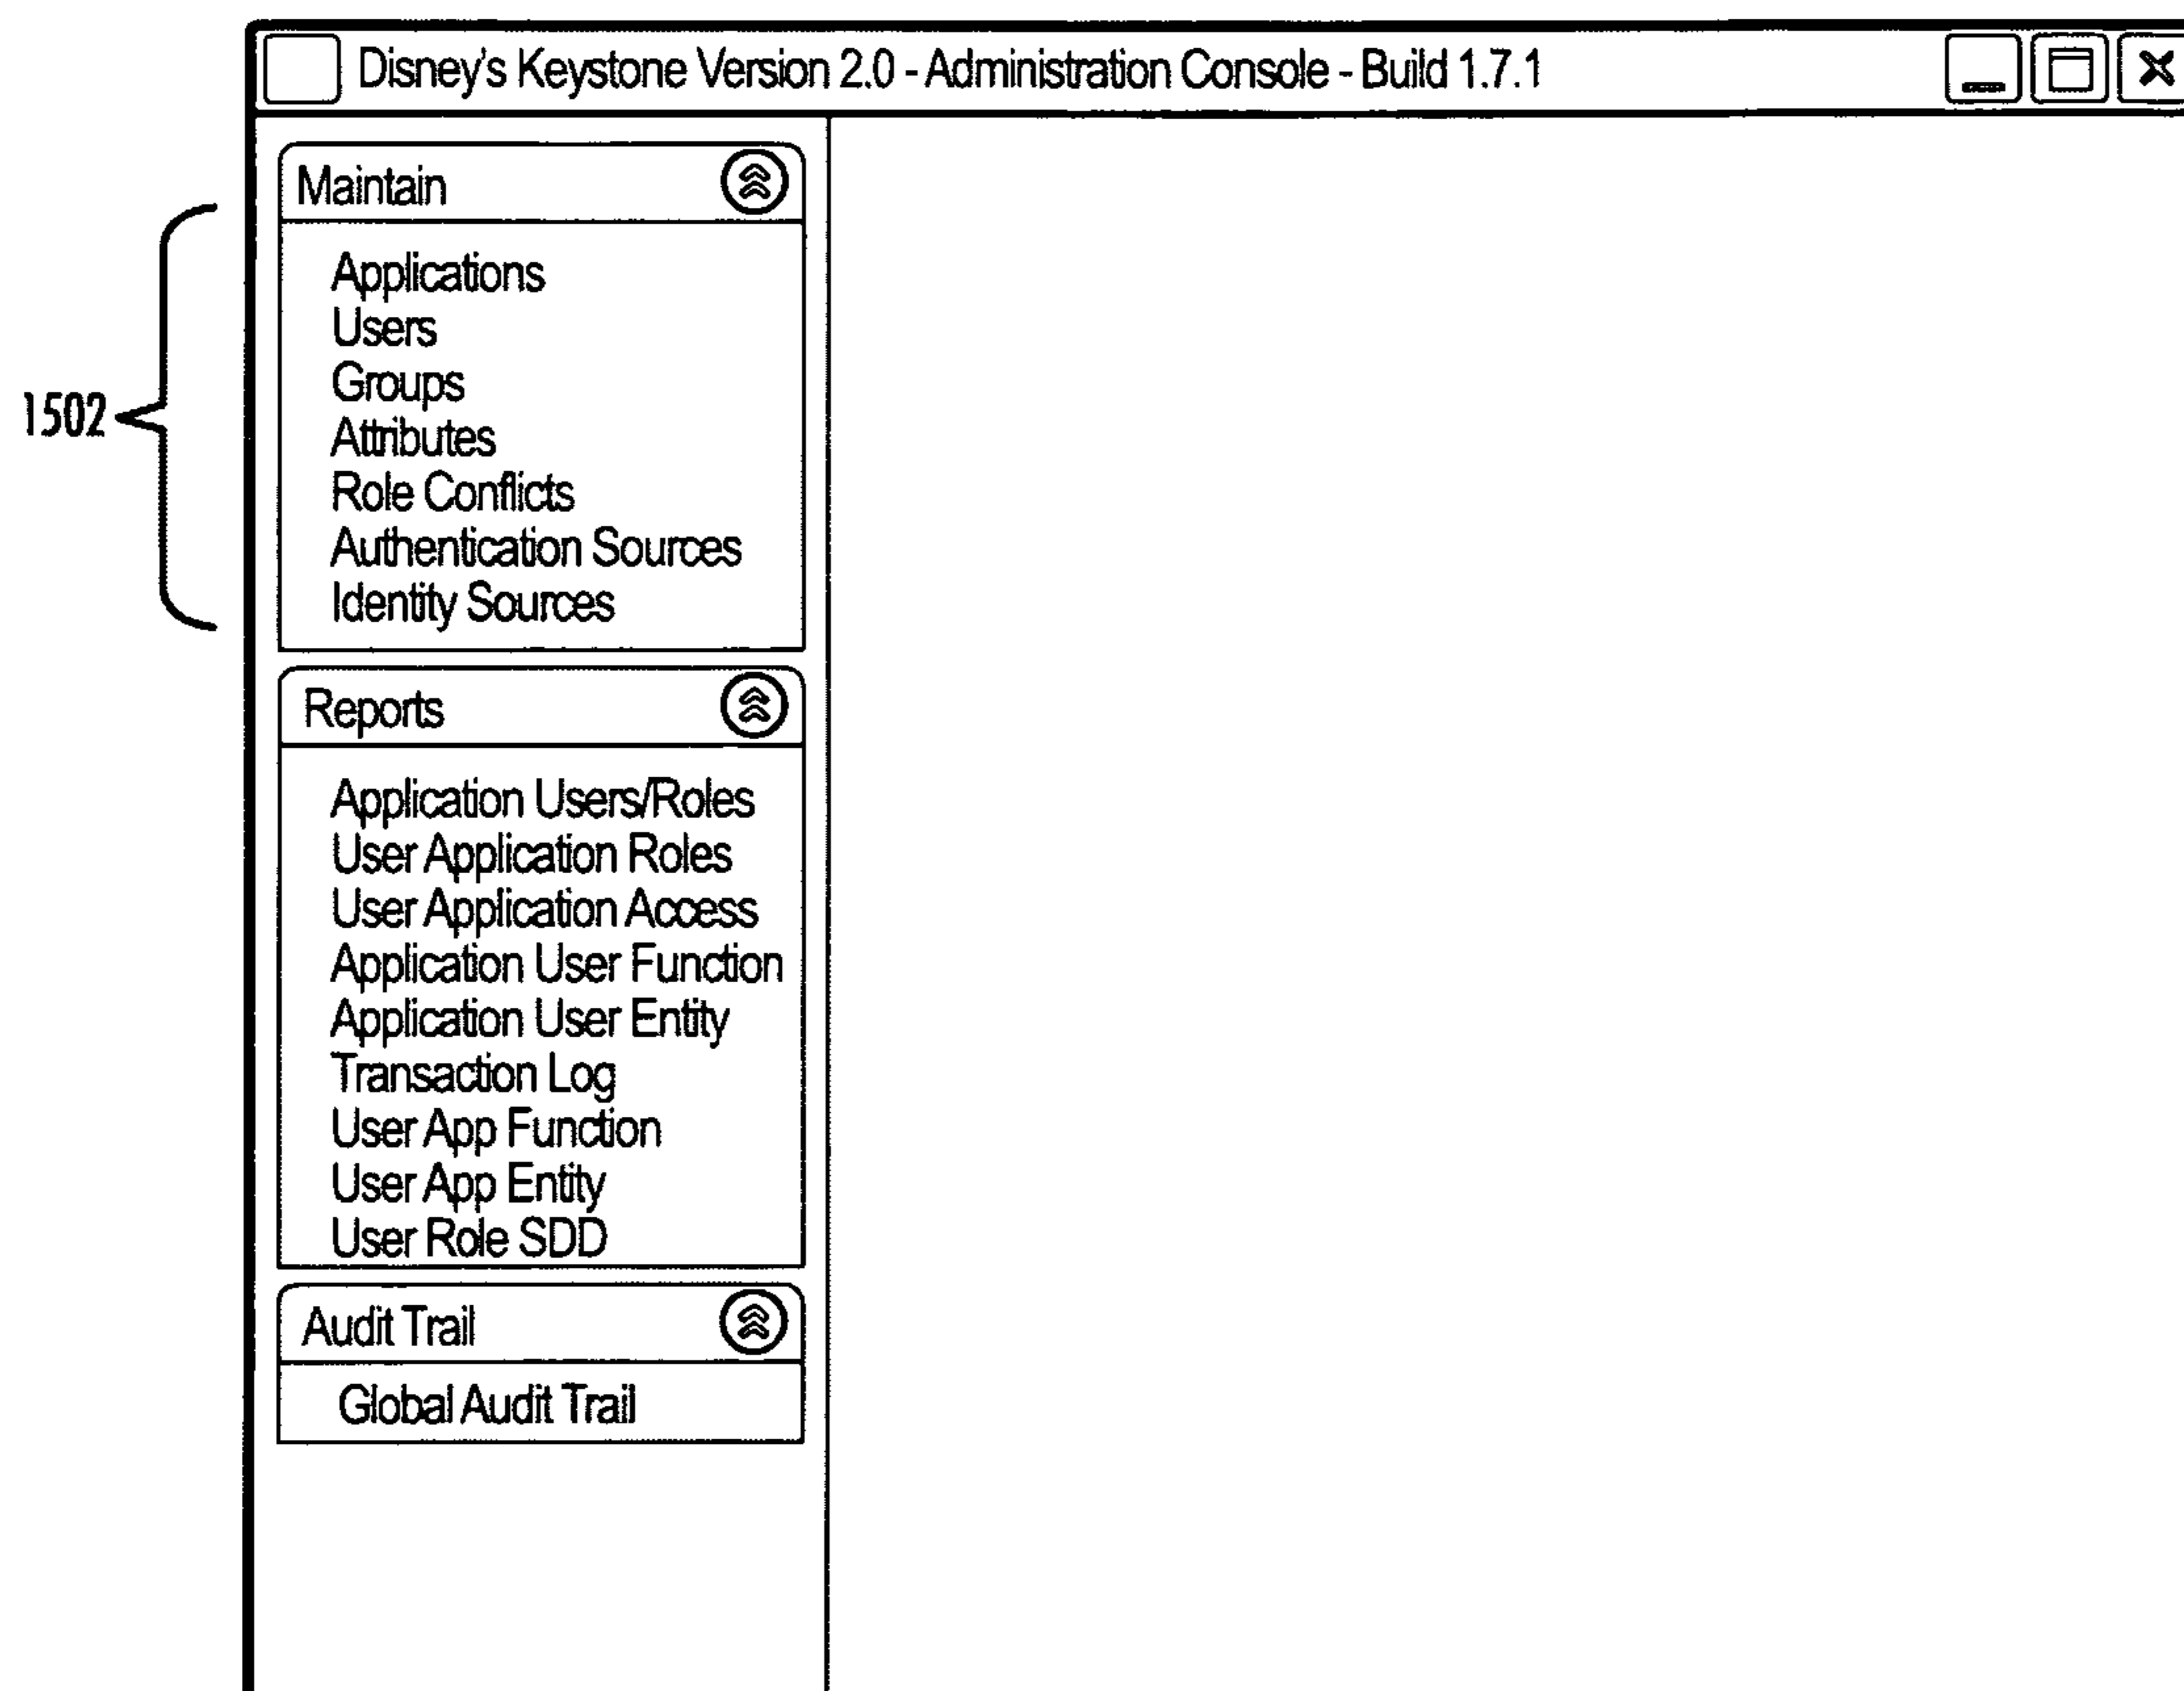 Disney's Keystone Version 2.0 - Administration Console - Build 1.7.1
Maintain
Applications
Users
Groups
Attributes
Role Conflicts
Authentication Sources
Identity Sources
1502
Reports
Application Users/Roles
User Application Roles
User Application Access
Application User Function
Application User Entity
Transaction Log
User App Function
User App Entity
User Role SDD
Audit Trail
Global Audit Trail